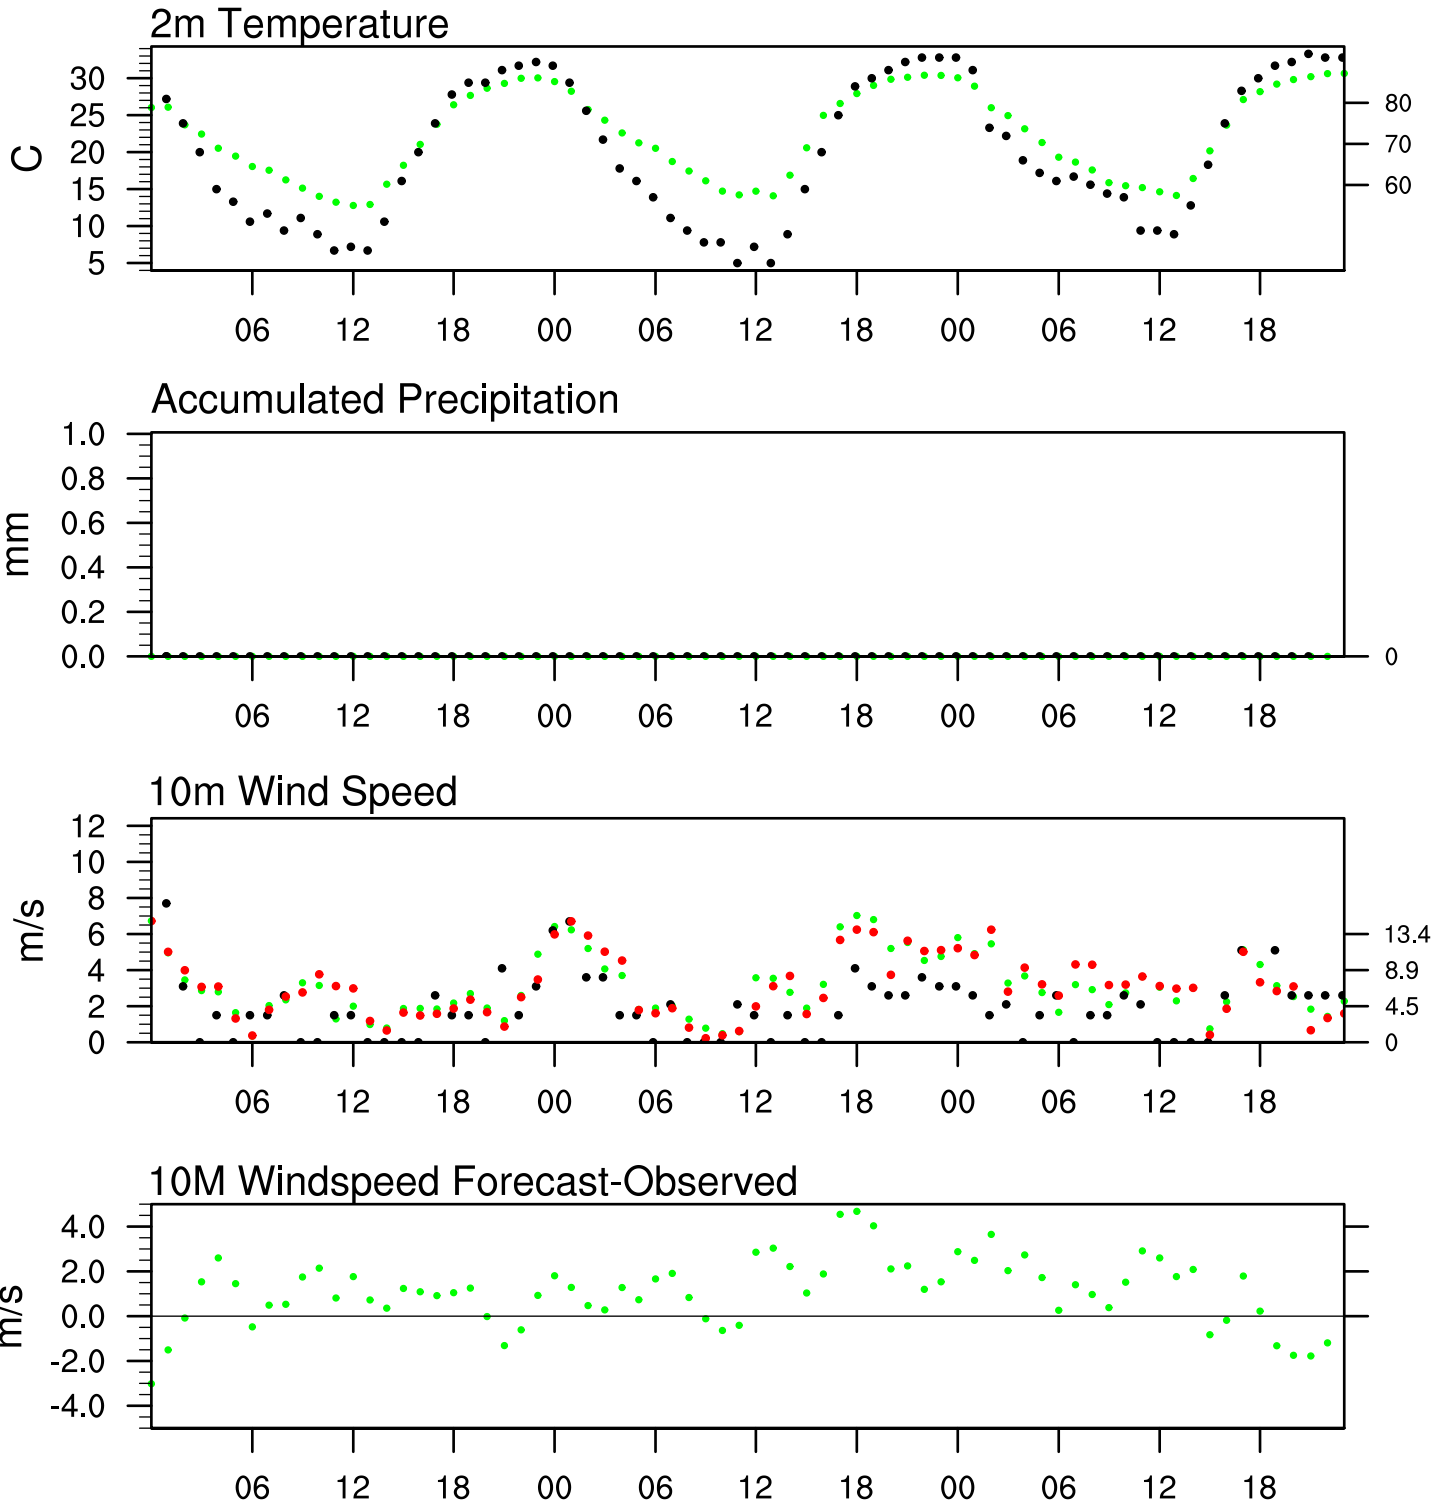 2m Temperature
C
30
25
20
15
10
5
80
70
60
06 12 18 00 06 12 18 00 06 12 18
Accumulated Precipitation
mm
1.0
0.8
0.6
0.4
0.2
0.0
0
06 12 18 00 06 12 18 00 06 12 18
10m Wind Speed
m/s
12
10
8
6
4
2
0
13.4
8.9
4.5
0
06 12 18 00 06 12 18 00 06 12 18
10M Windspeed Forecast-Observed
m/s
4.0
2.0
0.0
-2.0
-4.0
06 12 18 00 06 12 18 00 06 12 18